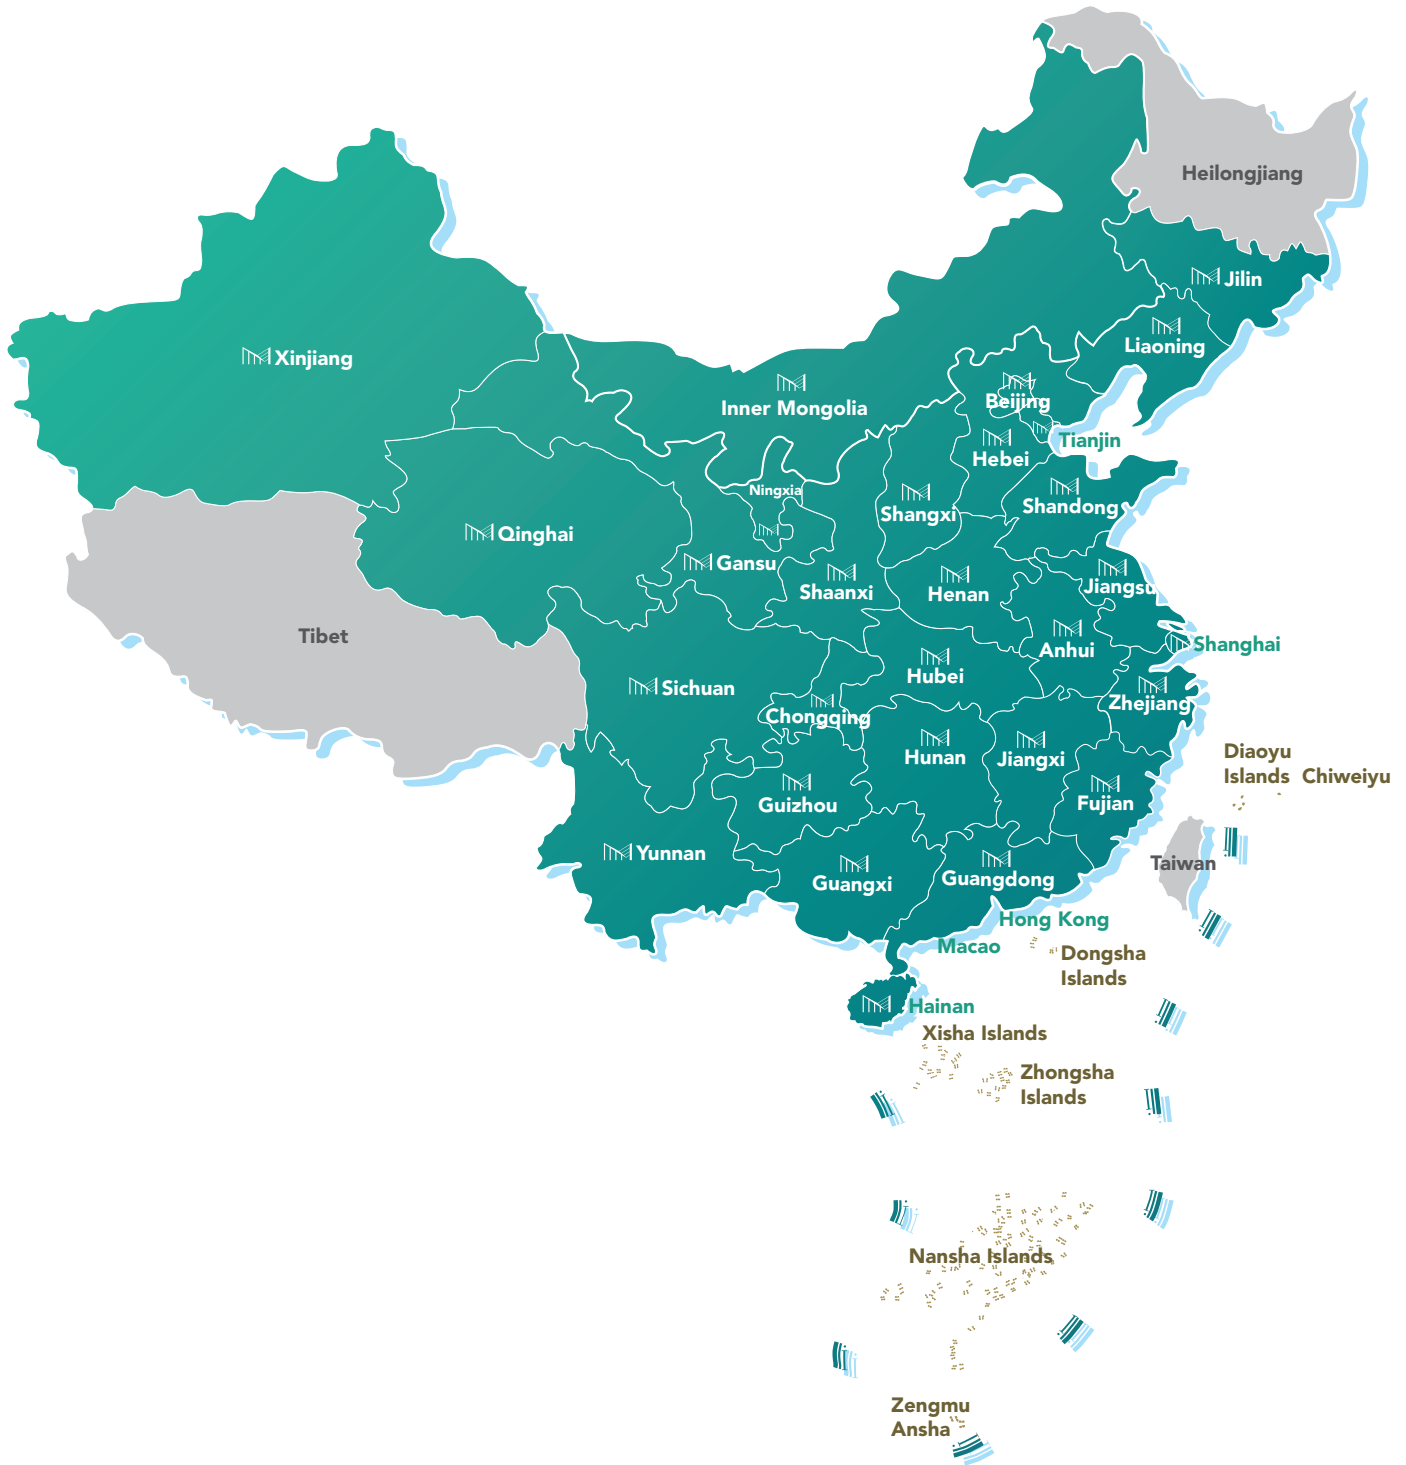 Heilongjiang
Jilin
Liaoning
Xinjiang
Inner Mongolia
Beijing
Tianjin
Hebei
Ningxia
Shangxi
Shandong
Qinghai
Gansu
Shaanxi
Henan
Jiangsu
Tibet
Anhui
Shanghai
Hubei
Sichuan
Zhejiang
Chongqing
Hunan
Jiangxi
Diaoyu
Islands Chiweiyu
Guizhou
Fujian
Yunnan
Taiwan
Guangxi
Guangdong
Hong Kong
Macao
Dongsha
Islands
Hainan
Xisha Islands
Zhongsha
Islands
Nansha Islands
Zengmu
Ansha